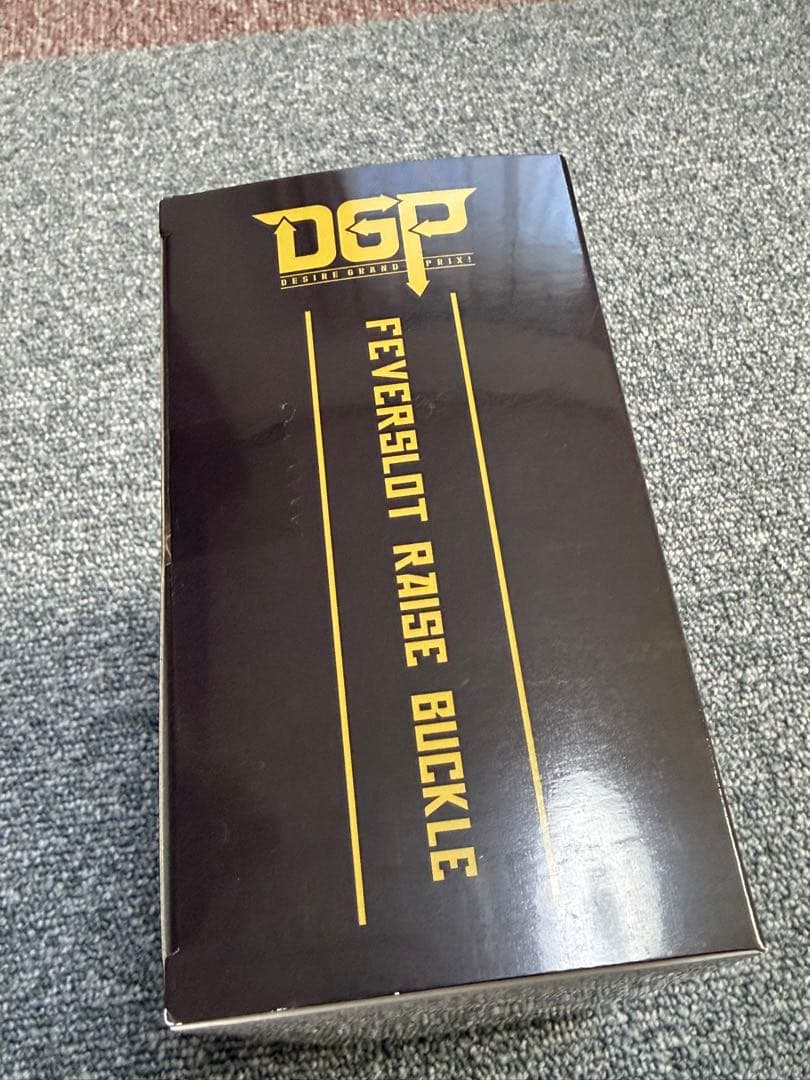 DGP
DESIRE GRAND PRIX!
FEVERSLOT RAISE BUCKLE